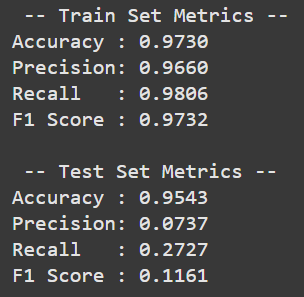 -- Train Set Metrics --
Accuracy : 0.9730
Precision: 0.9660
Recall   : 0.9806
F1 Score : 0.9732

-- Test Set Metrics --
Accuracy : 0.9543
Precision: 0.0737
Recall   : 0.2727
F1 Score : 0.1161